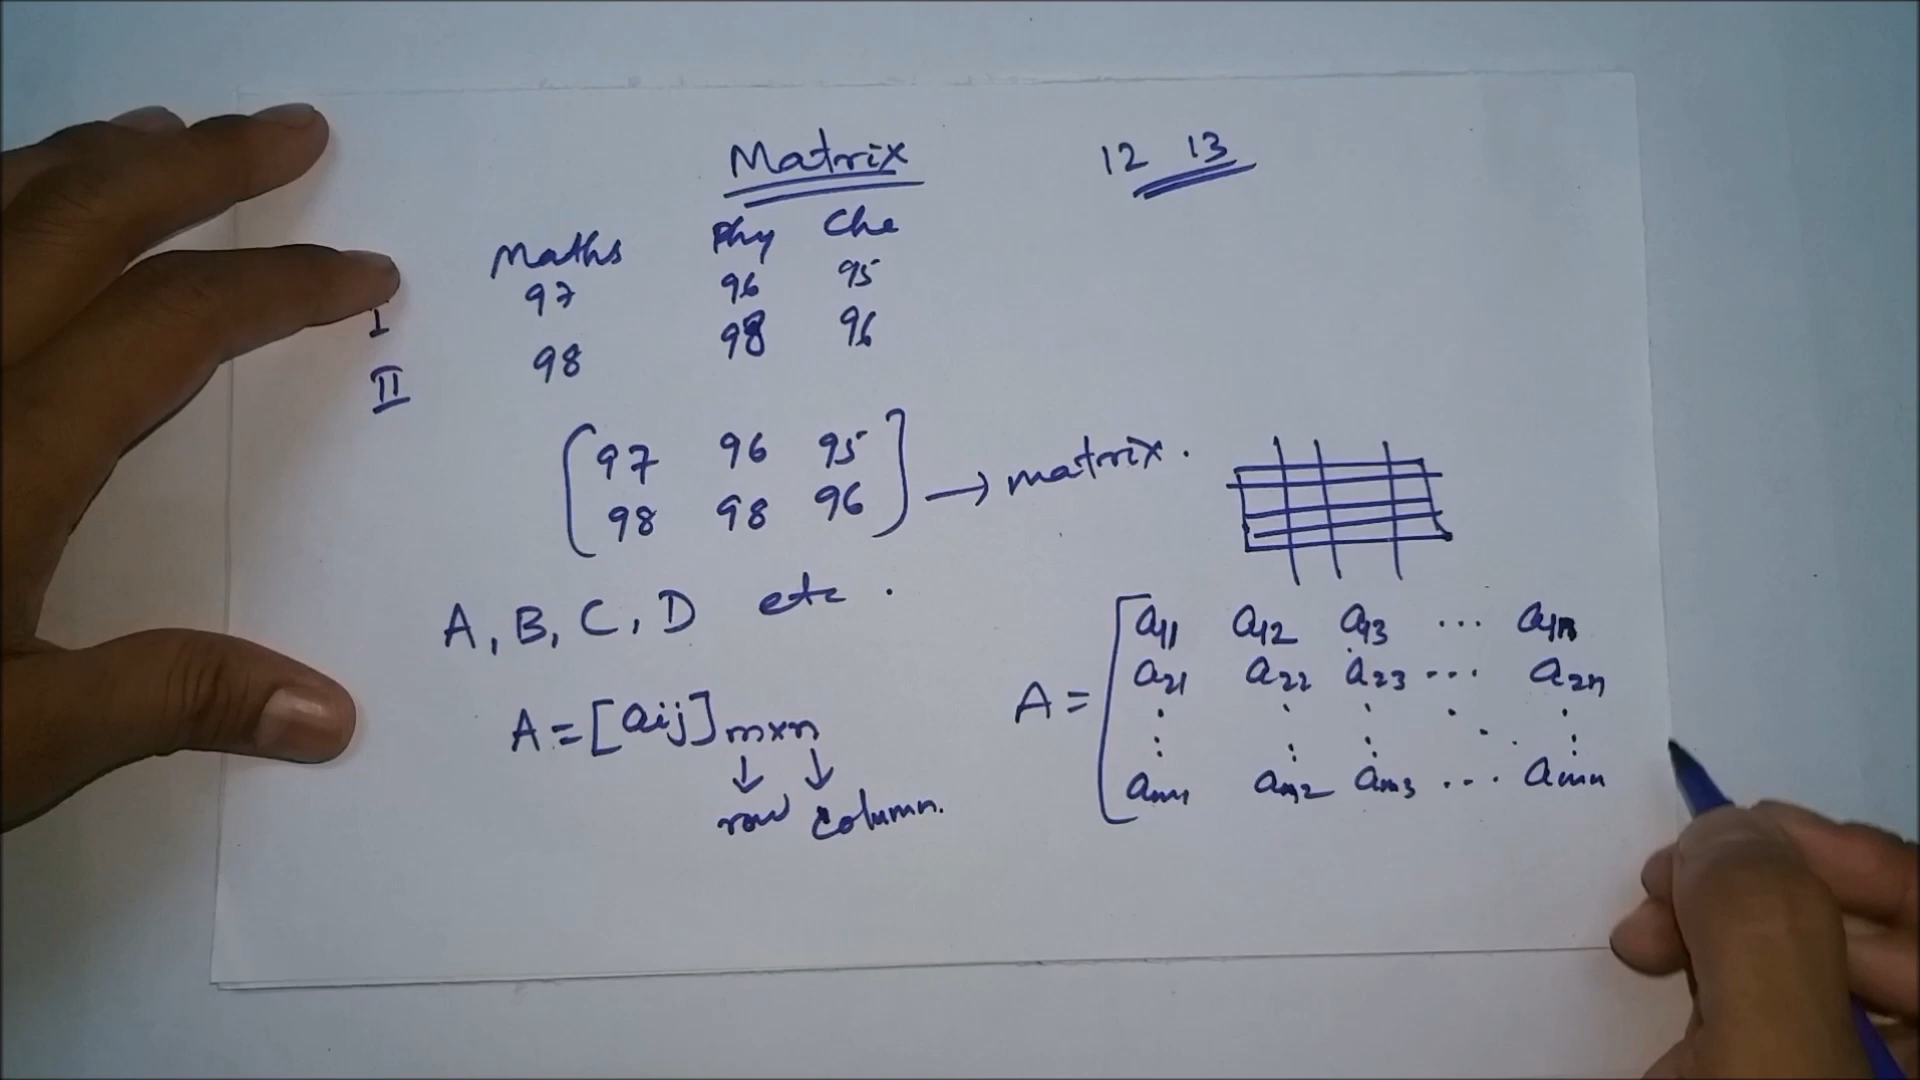 Matrix
12 13
Maths Phy Che
I 97 96 95
II 98 98 96
[97 96 95
98 98 96] → matrix.
A, B, C, D etc.
A = [aij]m×n
↓ ↓
row column.
A = [a11 a12 a13 ... a1n
a21 a22 a23 ... a2n
: : : . :
am1 am2 am3 ... amn